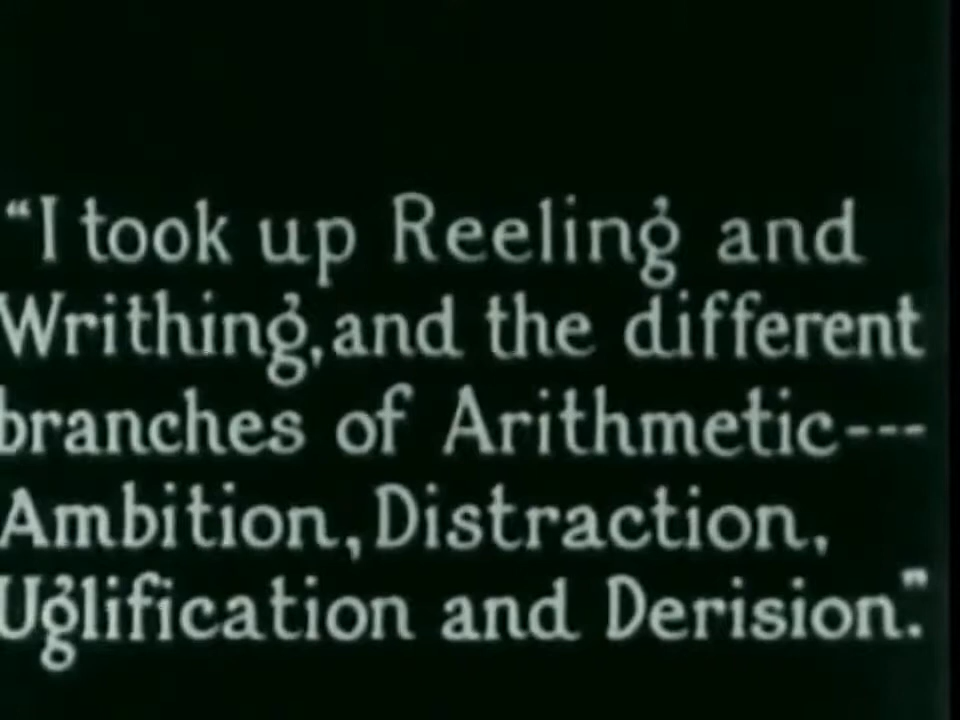 “I took up Reeling and
Writhing, and the different
branches of Arithmetic---
Ambition, Distraction,
Uglification and Derision.”